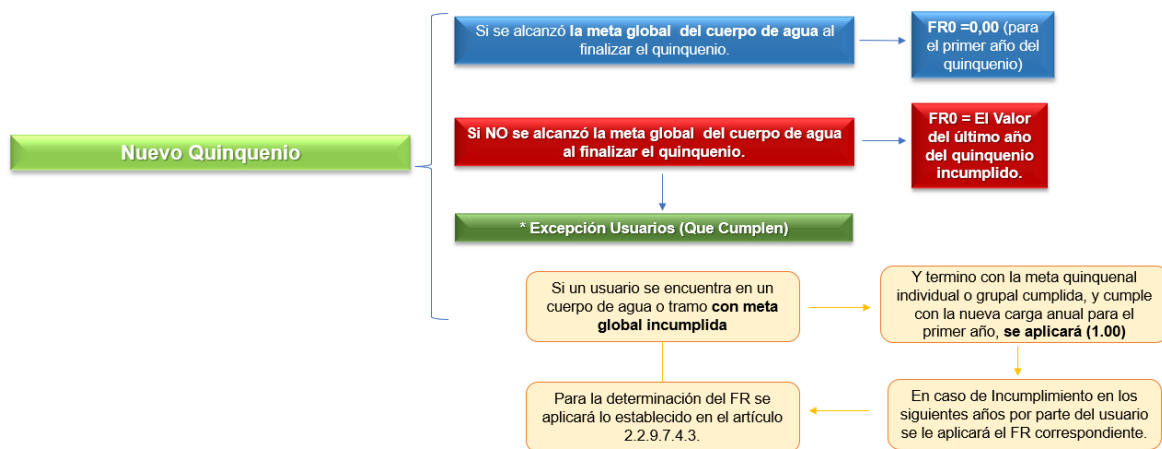 Nuevo Quinquenio
Si se alcanzó la meta global del cuerpo de agua al
finalizar el quinquenio.
FR0 =0,00 (para
el primer año del
quinquenio)
Si NO se alcanzó la meta global del cuerpo de agua
al finalizar el quinquenio.
FR0 = El Valor
del último año
del quinquenio
incumplido.
* Excepción Usuarios (Que Cumplen)
Si un usuario se encuentra en un
cuerpo de agua o tramo con meta
global incumplida
Y termino con la meta quinquenal
individual o grupal cumplida, y cumple
con la nueva carga anual para el
primer año, se aplicará (1.00)
En caso de Incumplimiento en los
siguientes años por parte del usuario
se le aplicará el FR correspondiente.
Para la determinación del FR se
aplicará lo establecido en el artículo
2.2.9.7.4.3.